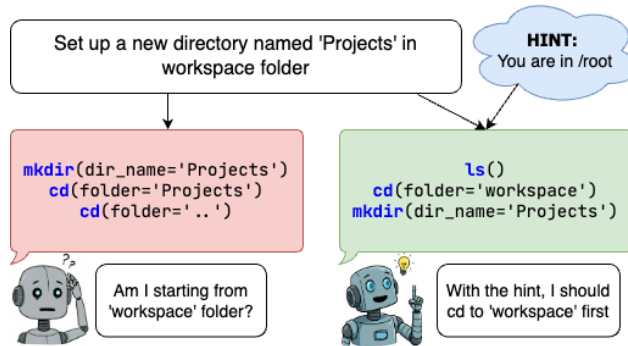 Set up a new directory named 'Projects' in
workspace folder
HINT:
You are in /root
mkdir(dir_name='Projects')
cd(folder='Projects')
cd(folder='..')
ls()
cd(folder='workspace')
mkdir(dir_name='Projects')
??
Am I starting from
'workspace' folder?
With the hint, I should
cd to 'workspace' first